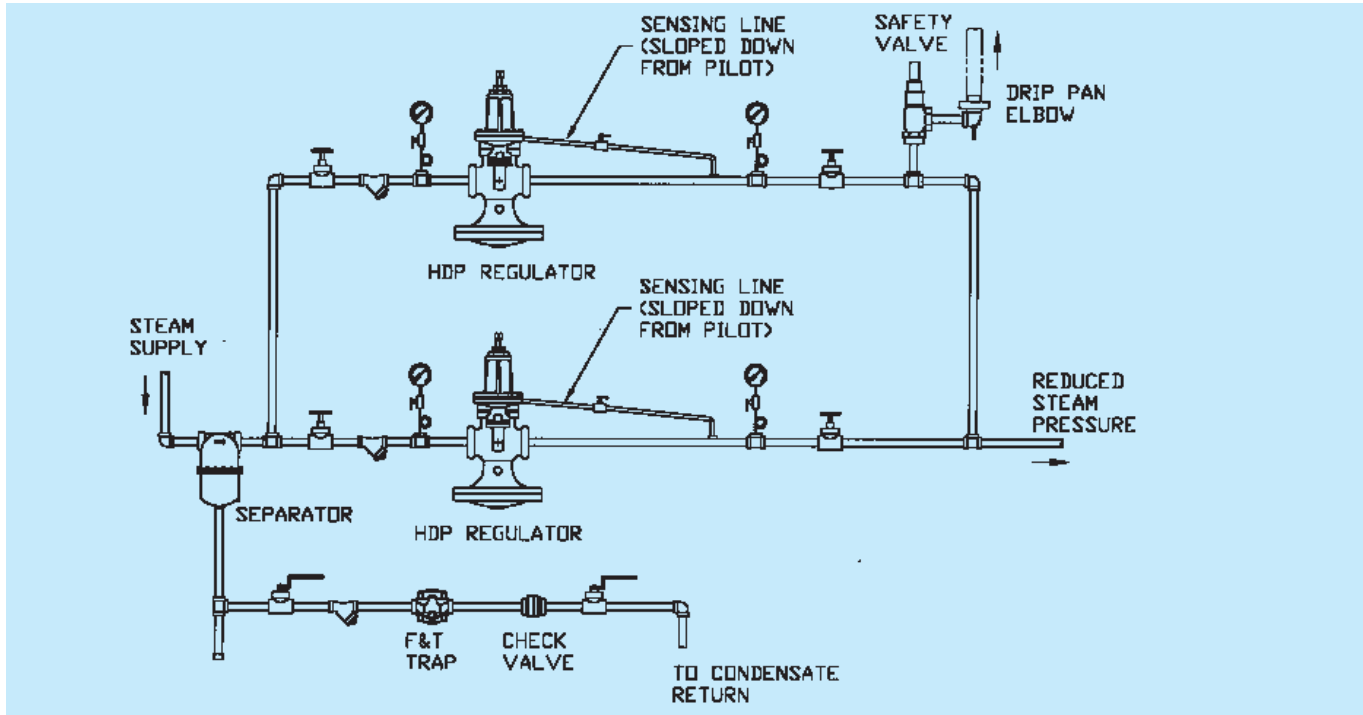 SENSING LINE
(SLOPED DOWN
FROM PILOT)
SAFETY
VALVE
DRIP PAN
ELBOW
HDP REGULATOR
SENSING LINE
(SLOPED DOWN
FROM PILOT)
STEAM
SUPPLY
REDUCED
STEAM
PRESSURE
SEPARATOR
HDP REGULATOR
F&T
TRAP
CHECK
VALVE
TO CONDENSATE
RETURN